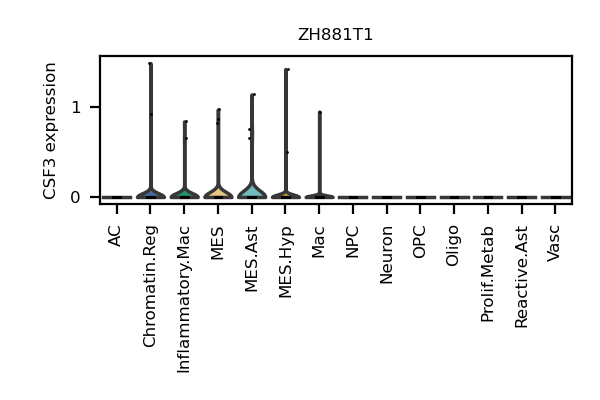 ZH881T1
CSF3 expression
1
0
AC
Chromatin.Reg
Inflammatory.Mac
MES
MES.Ast
MES.Hyp
Mac
NPC
Neuron
OPC
Oligo
Prolif.Metab
Reactive.Ast
Vasc